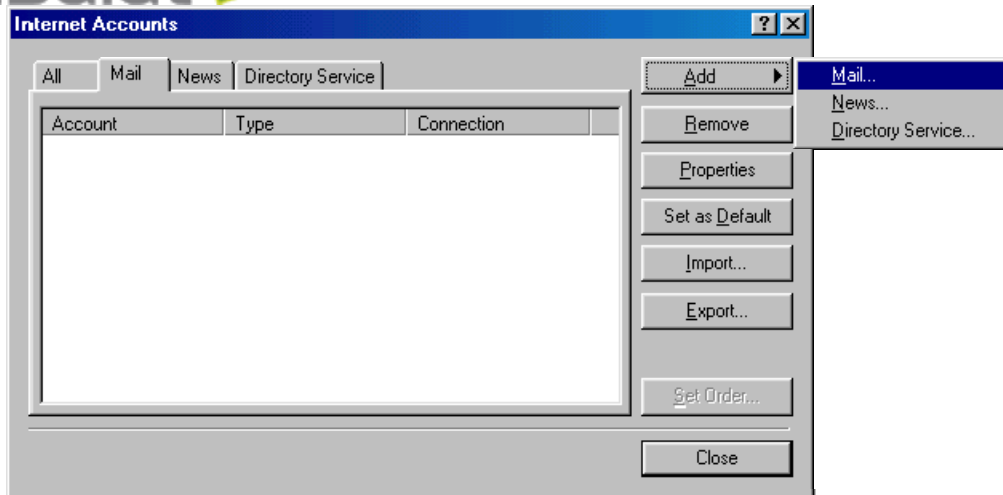 Internet Accounts
All Mail News Directory Service
Account Type Connection
Add
Remove
Properties
Set as Default
Import...
Export...
Set Order...
Close
Mail...
News...
Directory Service...